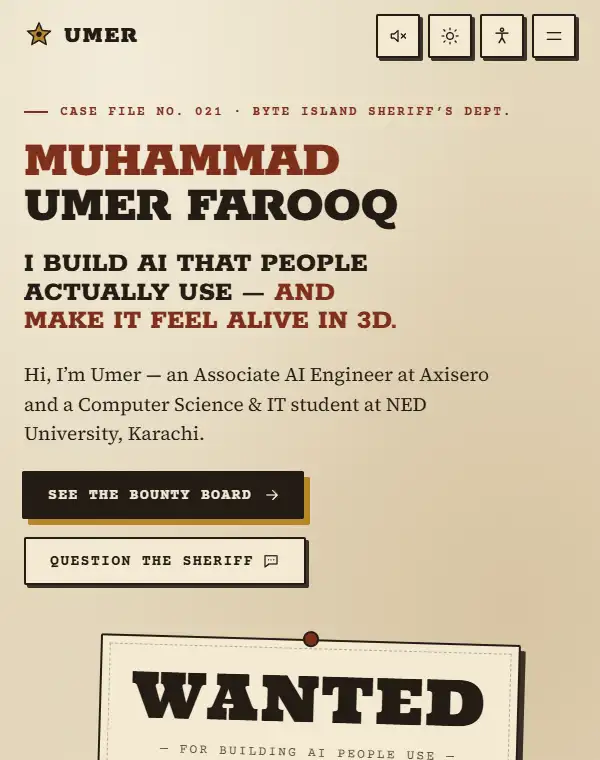 UMER
CASE FILE NO. 021 · BYTE ISLAND SHERIFF'S DEPT.
MUHAMMAD
UMER FAROOQ
I BUILD AI THAT PEOPLE
ACTUALLY USE — AND
MAKE IT FEEL ALIVE IN 3D.
Hi, I’m Umer — an Associate AI Engineer at Axisero
and a Computer Science & IT student at NED
University, Karachi.
SEE THE BOUNTY BOARD →
QUESTION THE SHERIFF
WANTED
— FOR BUILDING AI PEOPLE USE —